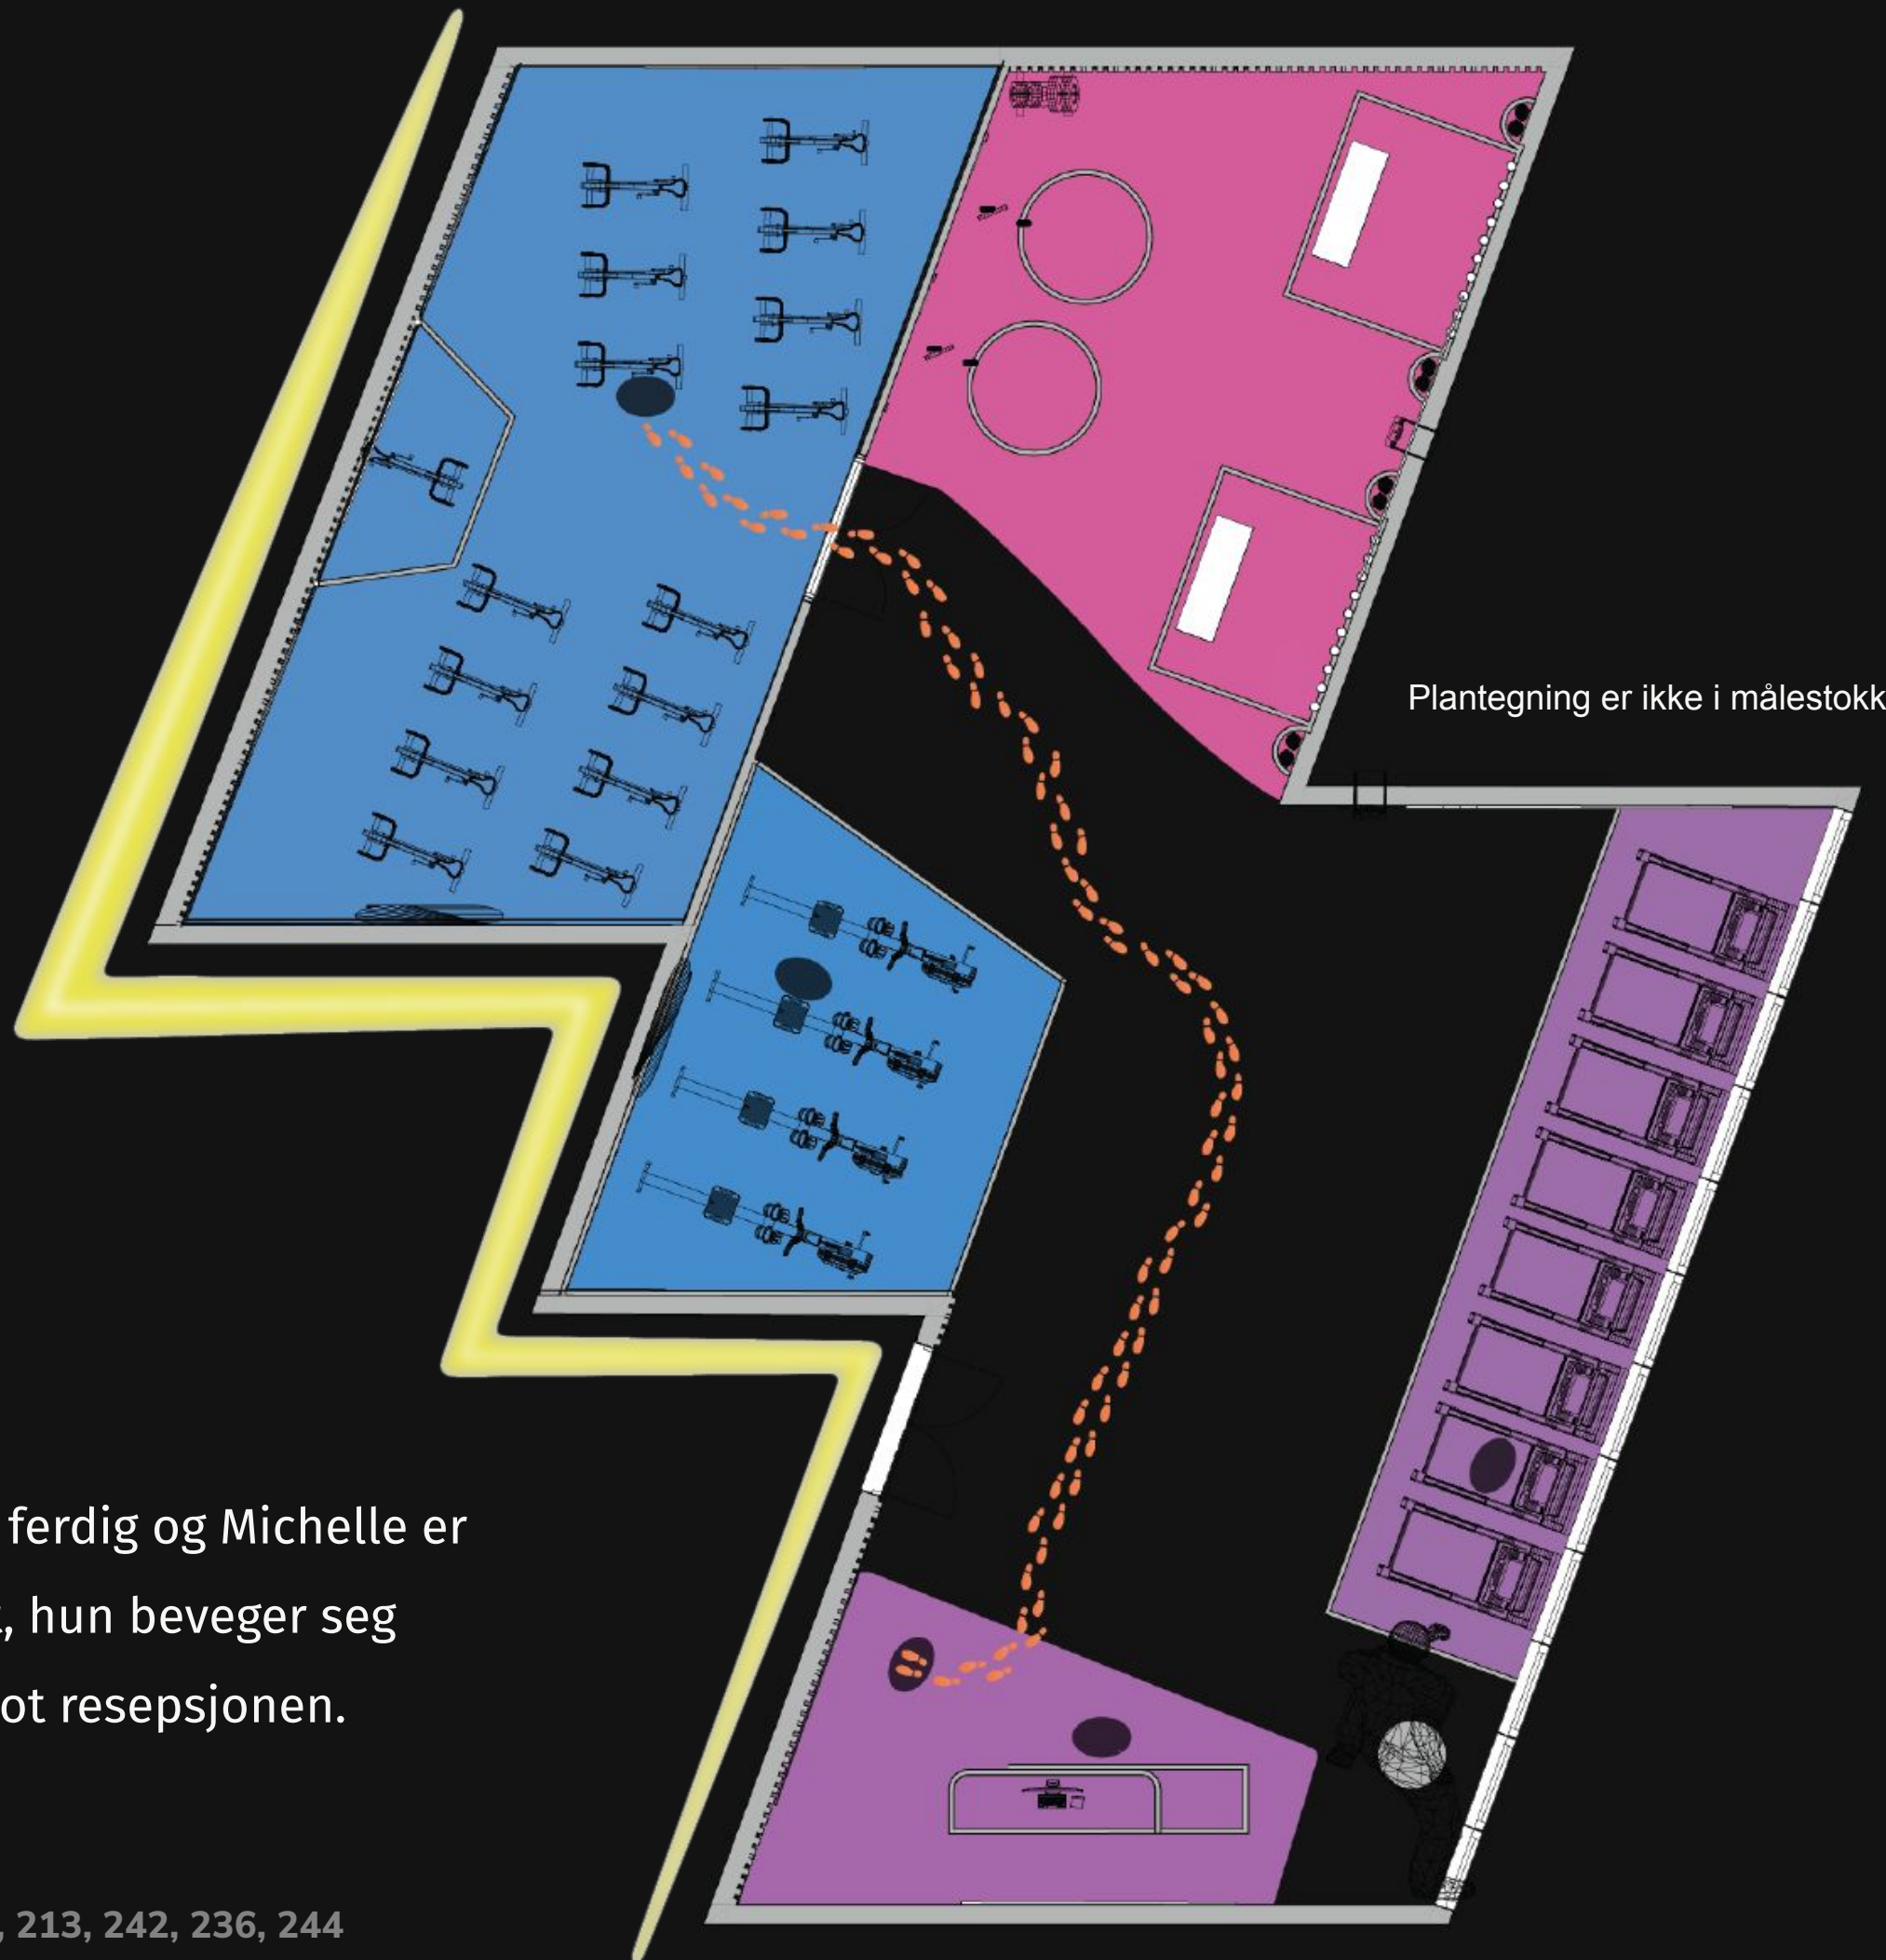 Plantegning er ikke i målestokk
ferdig og Michelle er
, hun beveger seg
ot resepsjonen.
, 213, 242, 236, 244